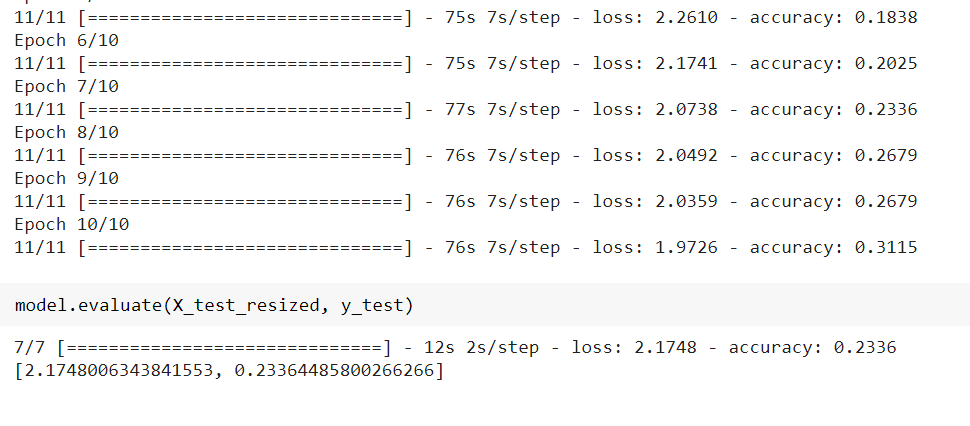 11/11 [==============================] - 75s 7s/step - loss: 2.2610 - accuracy: 0.1838
Epoch 6/10
11/11 [==============================] - 75s 7s/step - loss: 2.1741 - accuracy: 0.2025
Epoch 7/10
11/11 [==============================] - 77s 7s/step - loss: 2.0738 - accuracy: 0.2336
Epoch 8/10
11/11 [==============================] - 76s 7s/step - loss: 2.0492 - accuracy: 0.2679
Epoch 9/10
11/11 [==============================] - 76s 7s/step - loss: 2.0359 - accuracy: 0.2679
Epoch 10/10
11/11 [==============================] - 76s 7s/step - loss: 1.9726 - accuracy: 0.3115
model.evaluate(X_test_resized, y_test)
7/7 [==============================] - 12s 2s/step - loss: 2.1748 - accuracy: 0.2336
[2.1748006343841553, 0.23364485800266266]